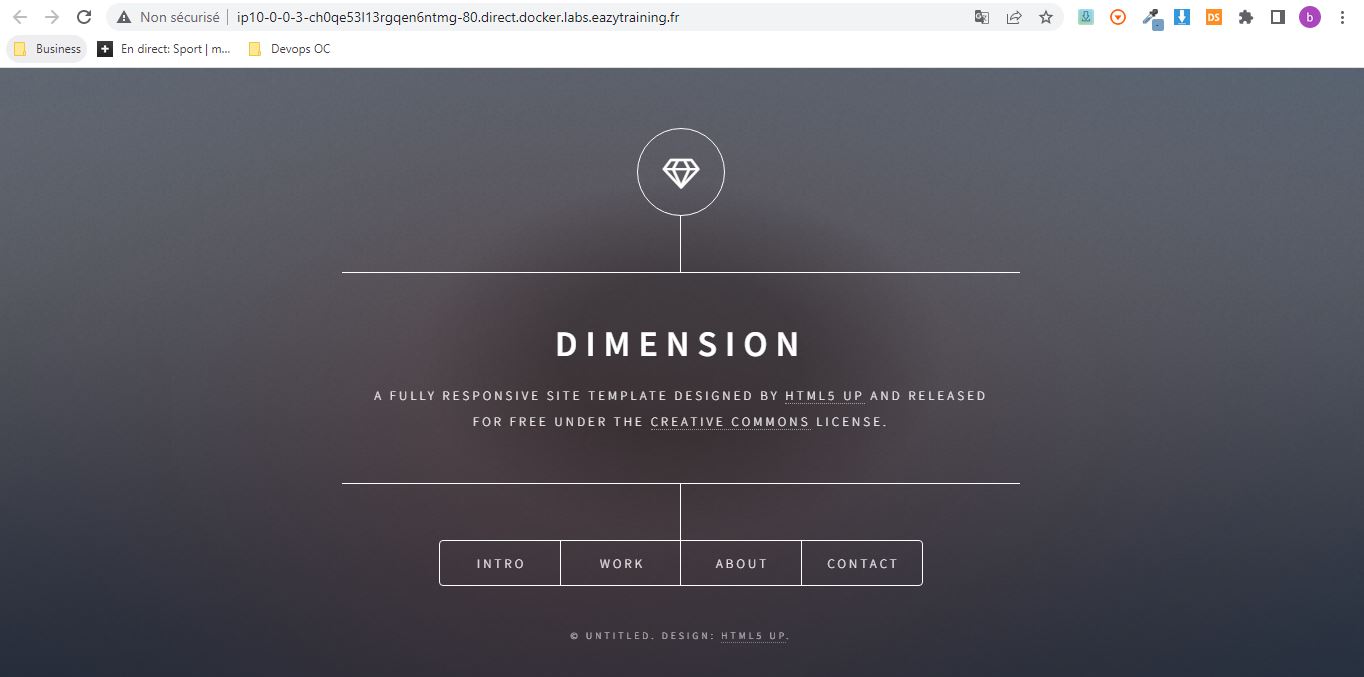 Non sécurisé
ip10-0-0-3-ch0qe53l13rgqen6ntmg-80.direct.docker.labs.eazytraining.fr
DS
b
Business
En direct: Sport | m...
Devops OC
DIMENSION
A FULLY RESPONSIVE SITE TEMPLATE DESIGNED BY HTML5 UP AND RELEASED
FOR FREE UNDER THE CREATIVE COMMONS LICENSE.
INTRO
WORK
ABOUT
CONTACT
© UNTITLED. DESIGN: HTML5 UP.